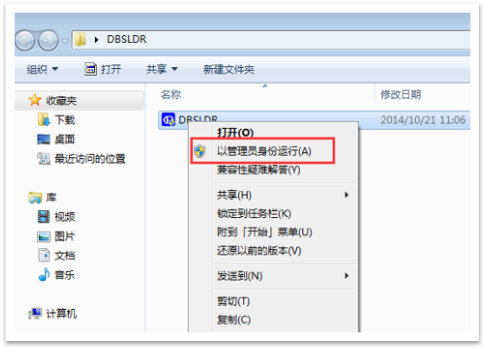 DBSLDR
组织 打开 共享 新建文件夹
名称 修改日期
收藏夹
下载
桌面
最近访问的位置
库
视频
图片
文档
音乐
计算机
DBSLDR 2014/10/21 11:06
打开(O)
以管理员身份运行(A)
兼容性疑难解答(Y)
共享(H)
锁定到任务栏(K)
附到「开始」菜单(U)
还原以前的版本(V)
发送到(N)
剪切(T)
复制(C)